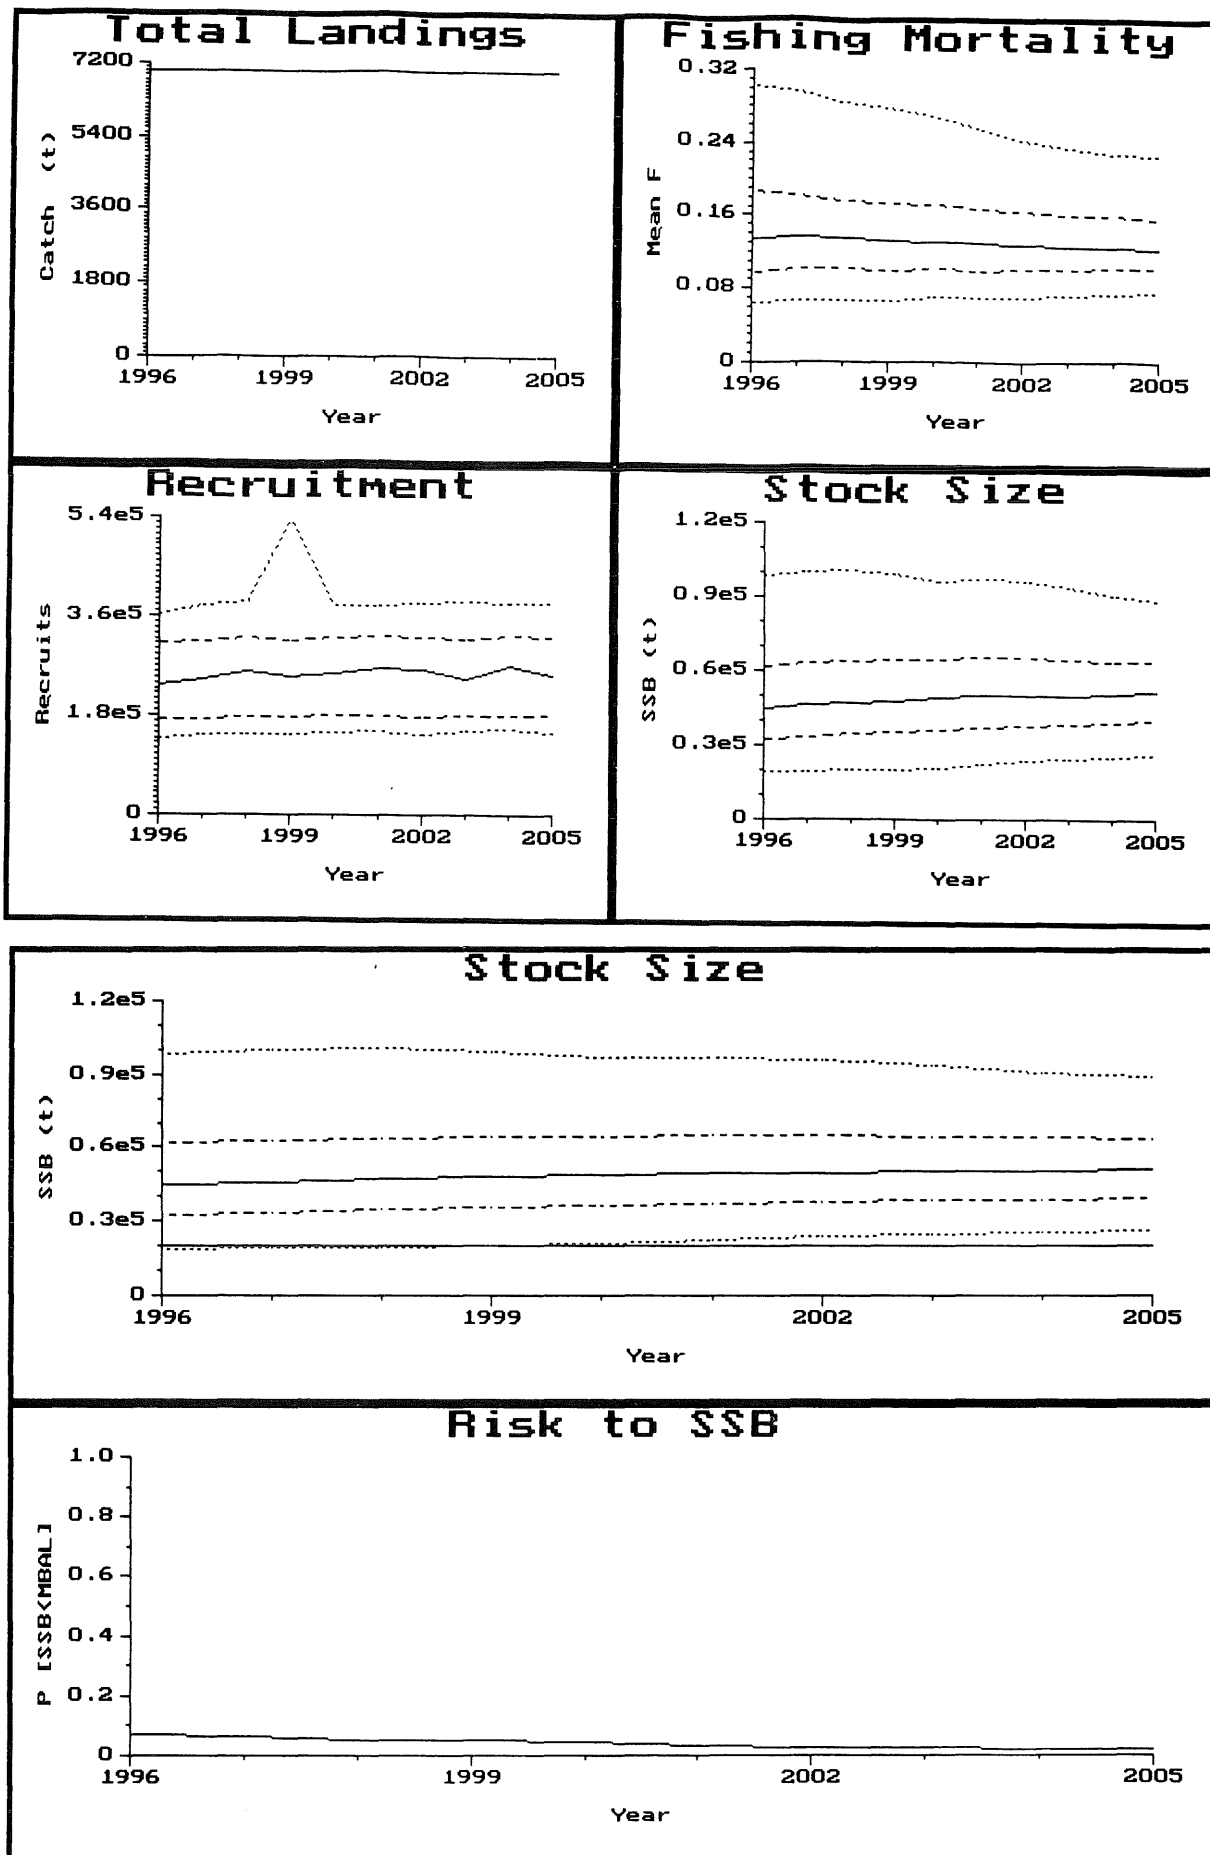 Total Landings
7200
5400
3600
1800
0
Catch (t)
1996 1999 2002 2005
Year
Fishing Mortality
0.32
0.24
0.16
0.08
0
Mean F
1996 1999 2002 2005
Year
Recruitment
5.4e5
3.6e5
1.8e5
0
Recruits
1996 1999 2002 2005
Year
Stock Size
1.2e5
0.9e5
0.6e5
0.3e5
0
SSB (t)
1996 1999 2002 2005
Year
Stock Size
1.2e5
0.9e5
0.6e5
0.3e5
0
SSB (t)
1996 1999 2002 2005
Year
Risk to SSB
1.0
0.8
0.6
0.4
0.2
0
P [SSB<MBAL]
1996 1999 2002 2005
Year